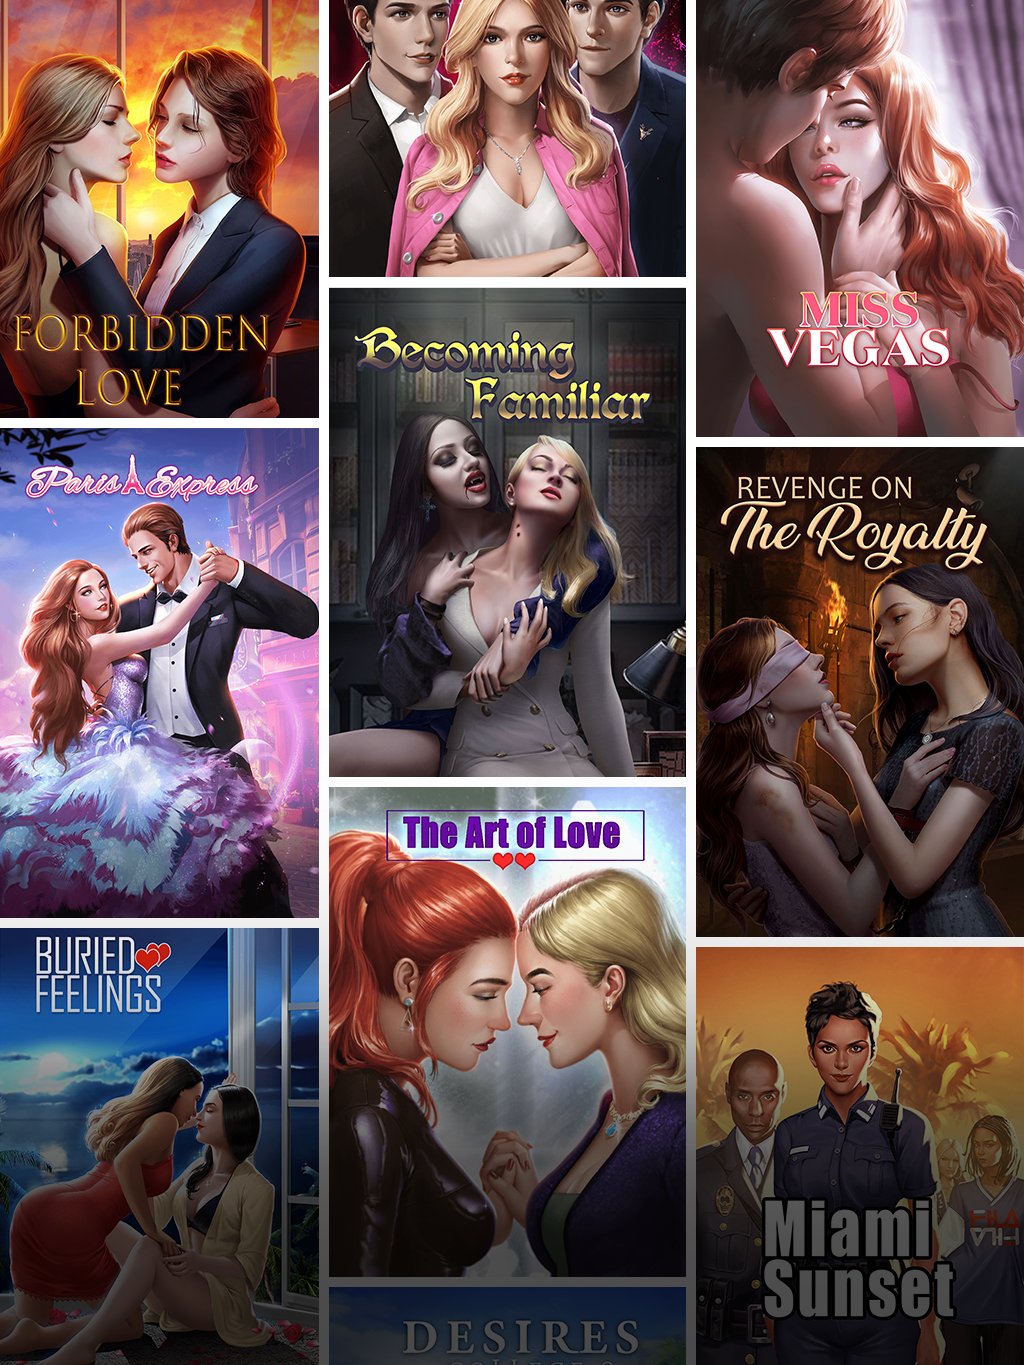 FORBIDDEN
LOVE
Paris Express
BURIED
FEELINGS
Becoming
Familiar
The Art of Love
DESIRES
MISS
VEGAS
REVENGE ON
The Royalty
FILA
Miami
Sunset